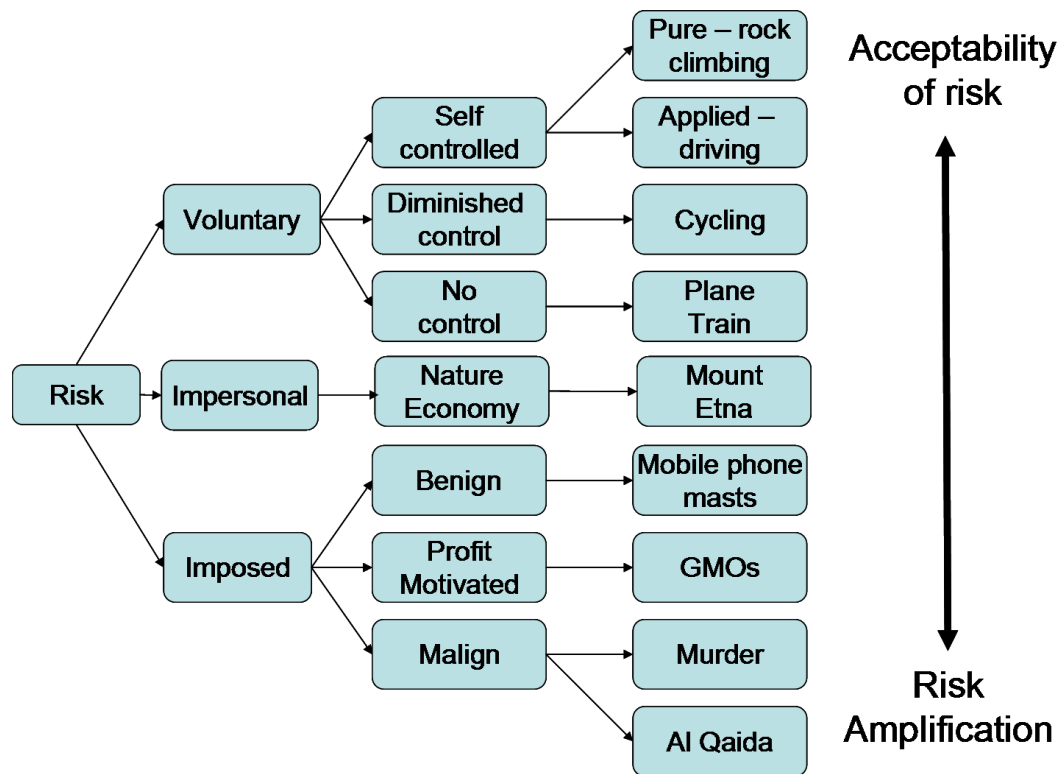 Pure – rock
climbing
Acceptability
of risk
Self
controlled
Applied –
driving
Voluntary
Diminished
control
Cycling
No
control
Plane
Train
Risk
Impersonal
Nature
Economy
Mount
Etna
Benign
Mobile phone
masts
Imposed
Profit
Motivated
GMOs
Malign
Murder
Risk
Amplification
Al Qaida